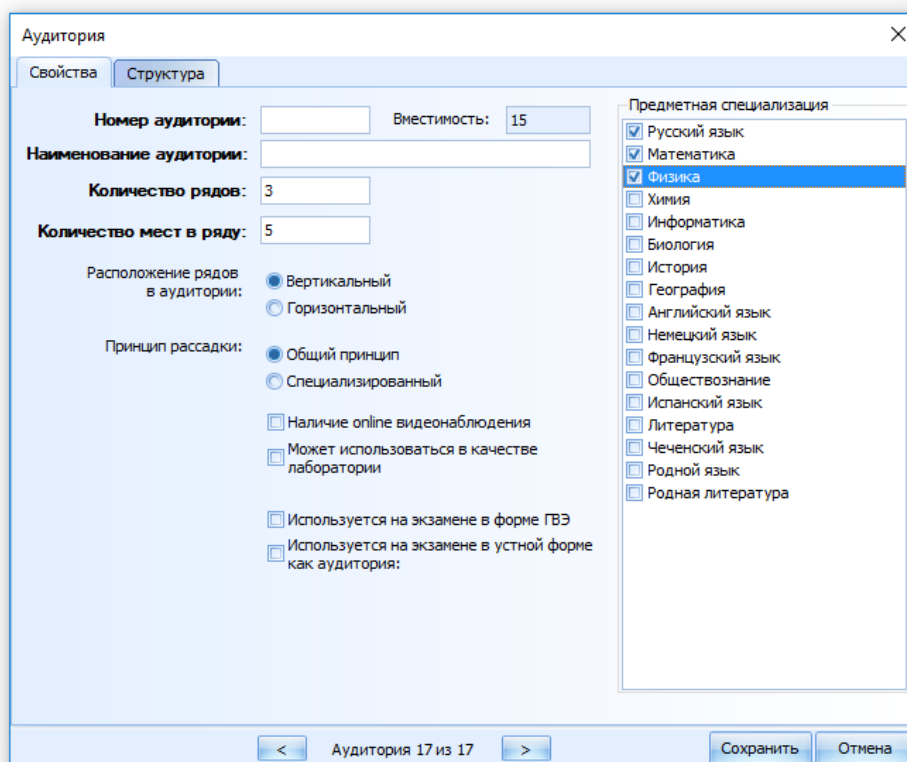 Аудитория
Свойства
Структура
Номер аудитории:
Вместимость: 15
Наименование аудитории:
Количество рядов: 3
Количество мест в ряду: 5
Расположение рядов
в аудитории:
Вертикальный
Горизонтальный
Принцип рассадки:
Общий принцип
Специализированный
Наличие online видеонаблюдения
Может использоваться в качестве
лаборатории
Используется на экзамене в форме ГВЭ
Используется на экзамене в устной форме
как аудитория:
Предметная специализация
Русский язык
Математика
Физика
Химия
Информатика
Биология
История
География
Английский язык
Немецкий язык
Французский язык
Обществознание
Испанский язык
Литература
Чеченский язык
Родной язык
Родная литература
< Аудитория 17 из 17 >
Сохранить
Отмена